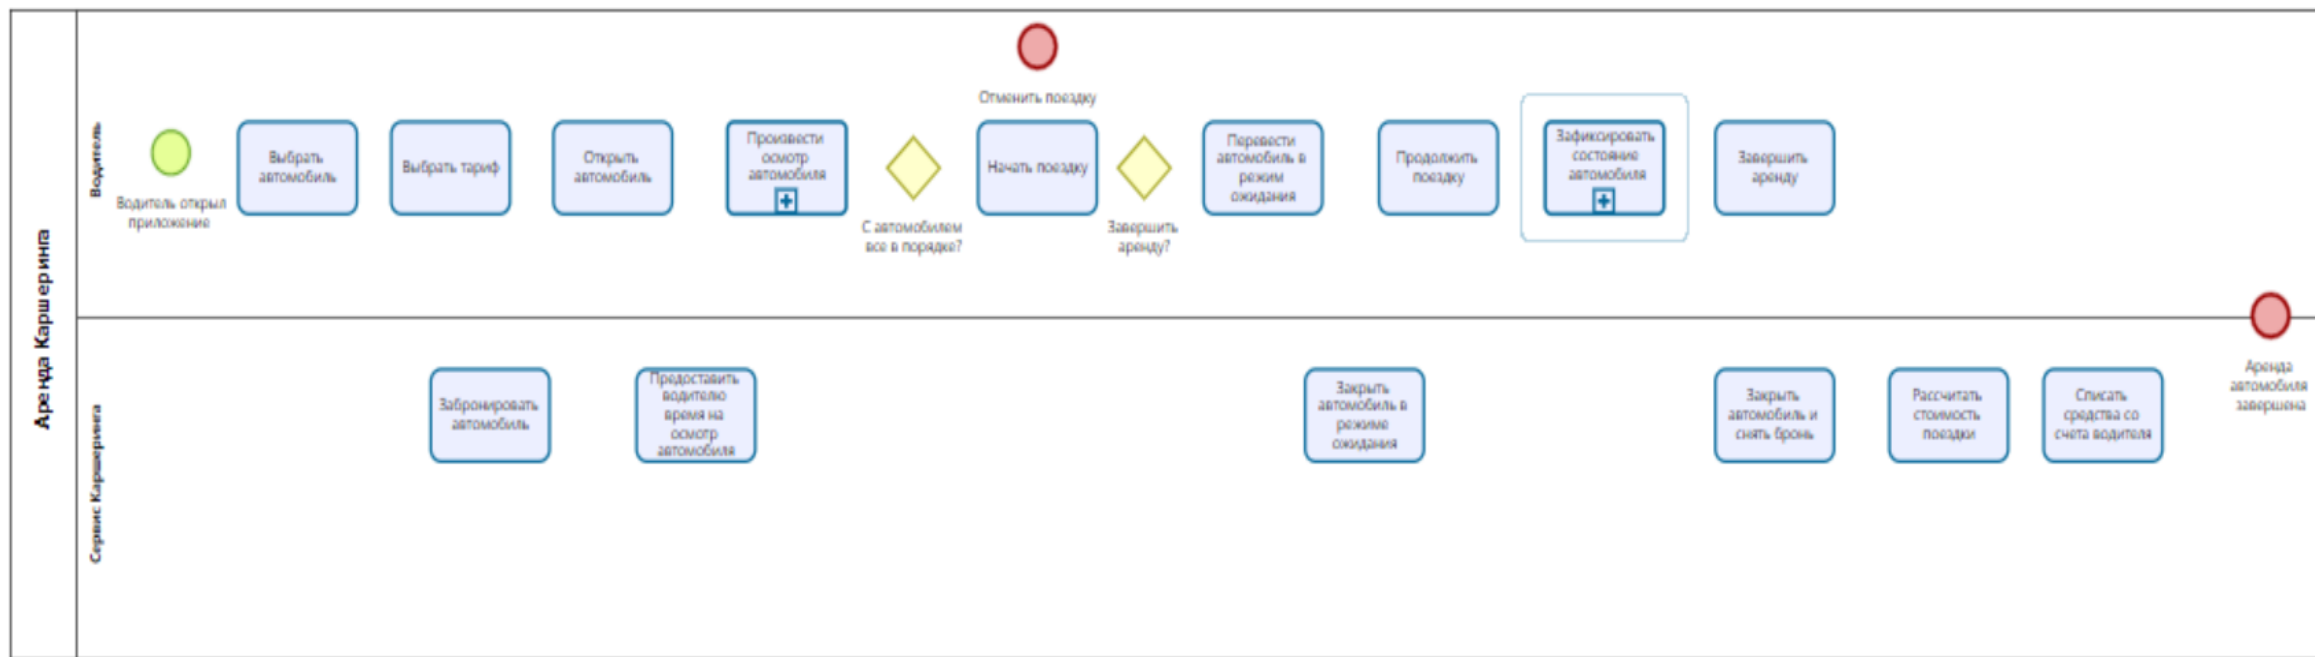 Аренда Каршеринга
Водитель
Водитель открыл
приложение
Выбрать
автомобиль
Выбрать тариф
Открыть
автомобиль
Произвести
осмотр
автомобиля
С автомобилем
все в порядке?
Отменить поездку
Начать поездку
Завершить
аренду?
Перевести
автомобиль в
режим
ожидания
Продолжить
поездку
Зафиксировать
состояние
автомобиля
Завершить
аренду
Сервис Каршеринга
Забронировать
автомобиль
Предоставить
водителю
время на
осмотр
автомобиля
Закрыть
автомобиль в
режиме
ожидания
Закрыть
автомобиль и
снять бронь
Рассчитать
стоимость
поездки
Списать
средства со
счета водителя
Аренда
автомобиля
завершена